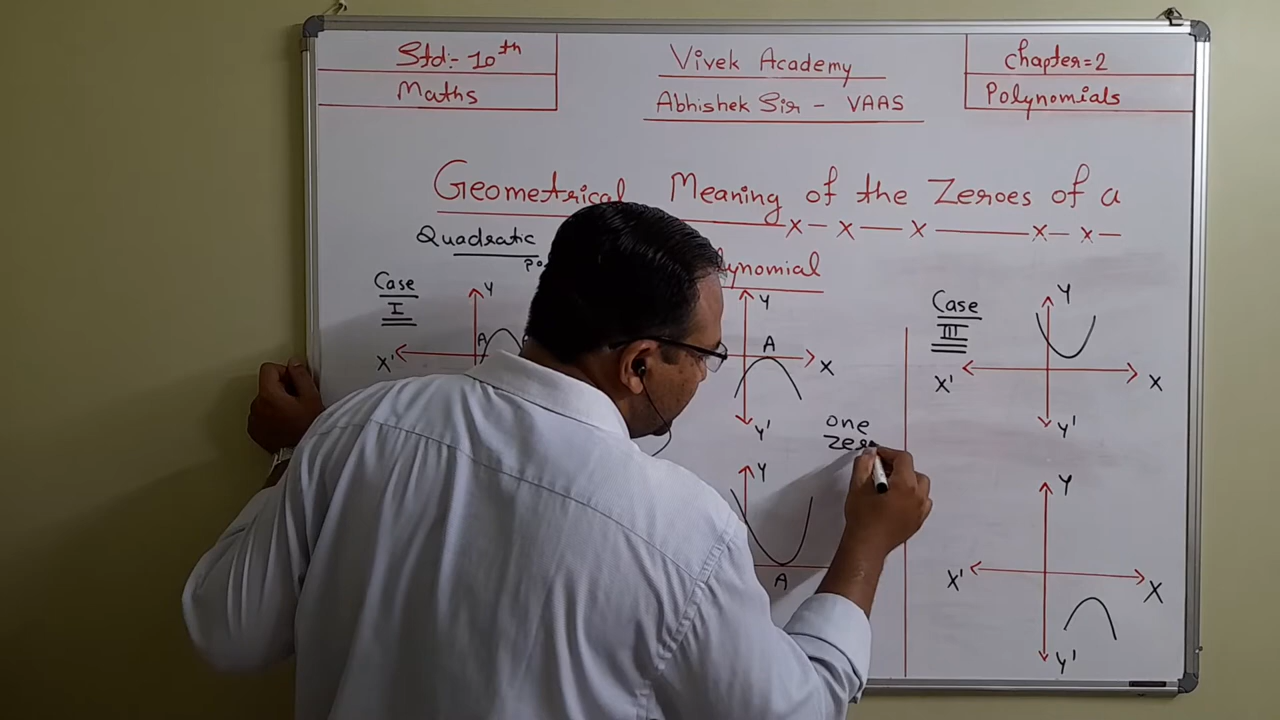 Std:- 10th
Maths
Vivek Academy
Abhishek Sir - VAAS
Chapter=2
Polynomials
Geometrical Meaning of the Zeroes of a
x - x - x - x - x -
Quadratic
Case
I
Y
A
X'
Y
A
X
Y'
one
Y
A
Case
III
Y
X'
X
Y'
Y
X'
X
Y'